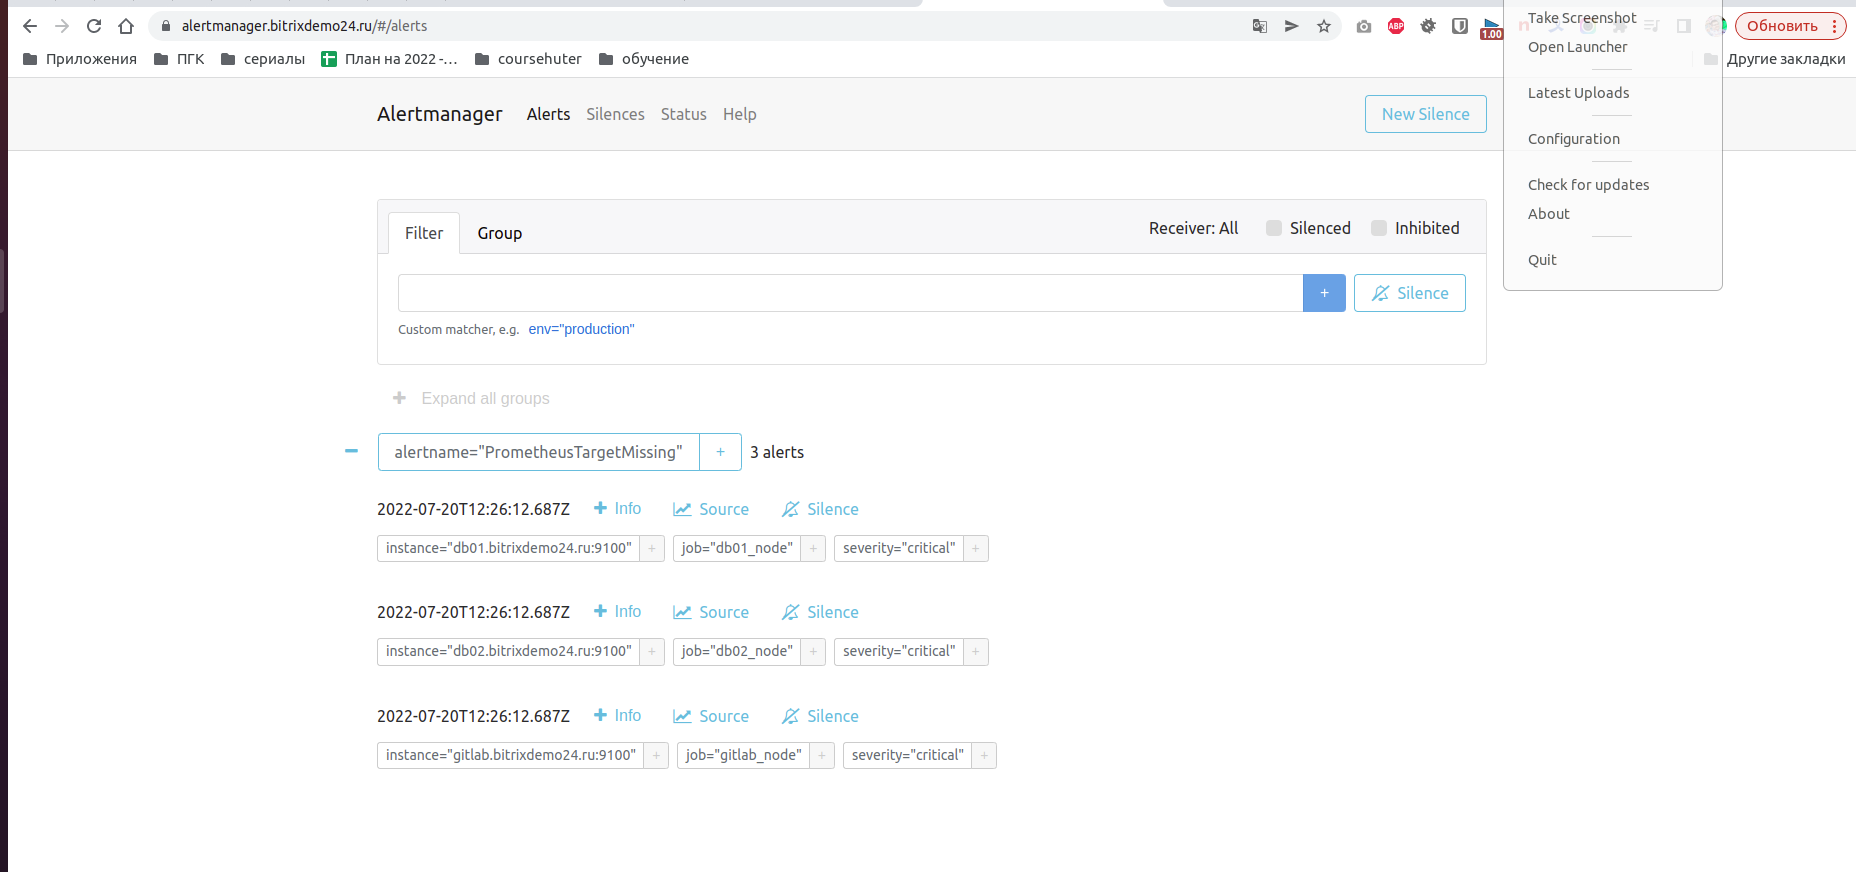 alertmanager.bitrixdemo24.ru/#/alerts
ABP
1.00
n
Обновить
Приложения
ПГК
сериалы
План на 2022 -...
coursehuter
обучение
Другие закладки
Take Screenshot
Open Launcher
Latest Uploads
Configuration
Check for updates
About
Quit
Alertmanager
Alerts
Silences
Status
Help
New Silence
Filter
Group
Receiver: All
Silenced
Inhibited
+
Silence
Custom matcher, e.g. env="production"
+ Expand all groups
alertname="PrometheusTargetMissing" + 3 alerts
2022-07-20T12:26:12.687Z + Info Source Silence
instance="db01.bitrixdemo24.ru:9100" + job="db01_node" + severity="critical" +
2022-07-20T12:26:12.687Z + Info Source Silence
instance="db02.bitrixdemo24.ru:9100" + job="db02_node" + severity="critical" +
2022-07-20T12:26:12.687Z + Info Source Silence
instance="gitlab.bitrixdemo24.ru:9100" + job="gitlab_node" + severity="critical" +